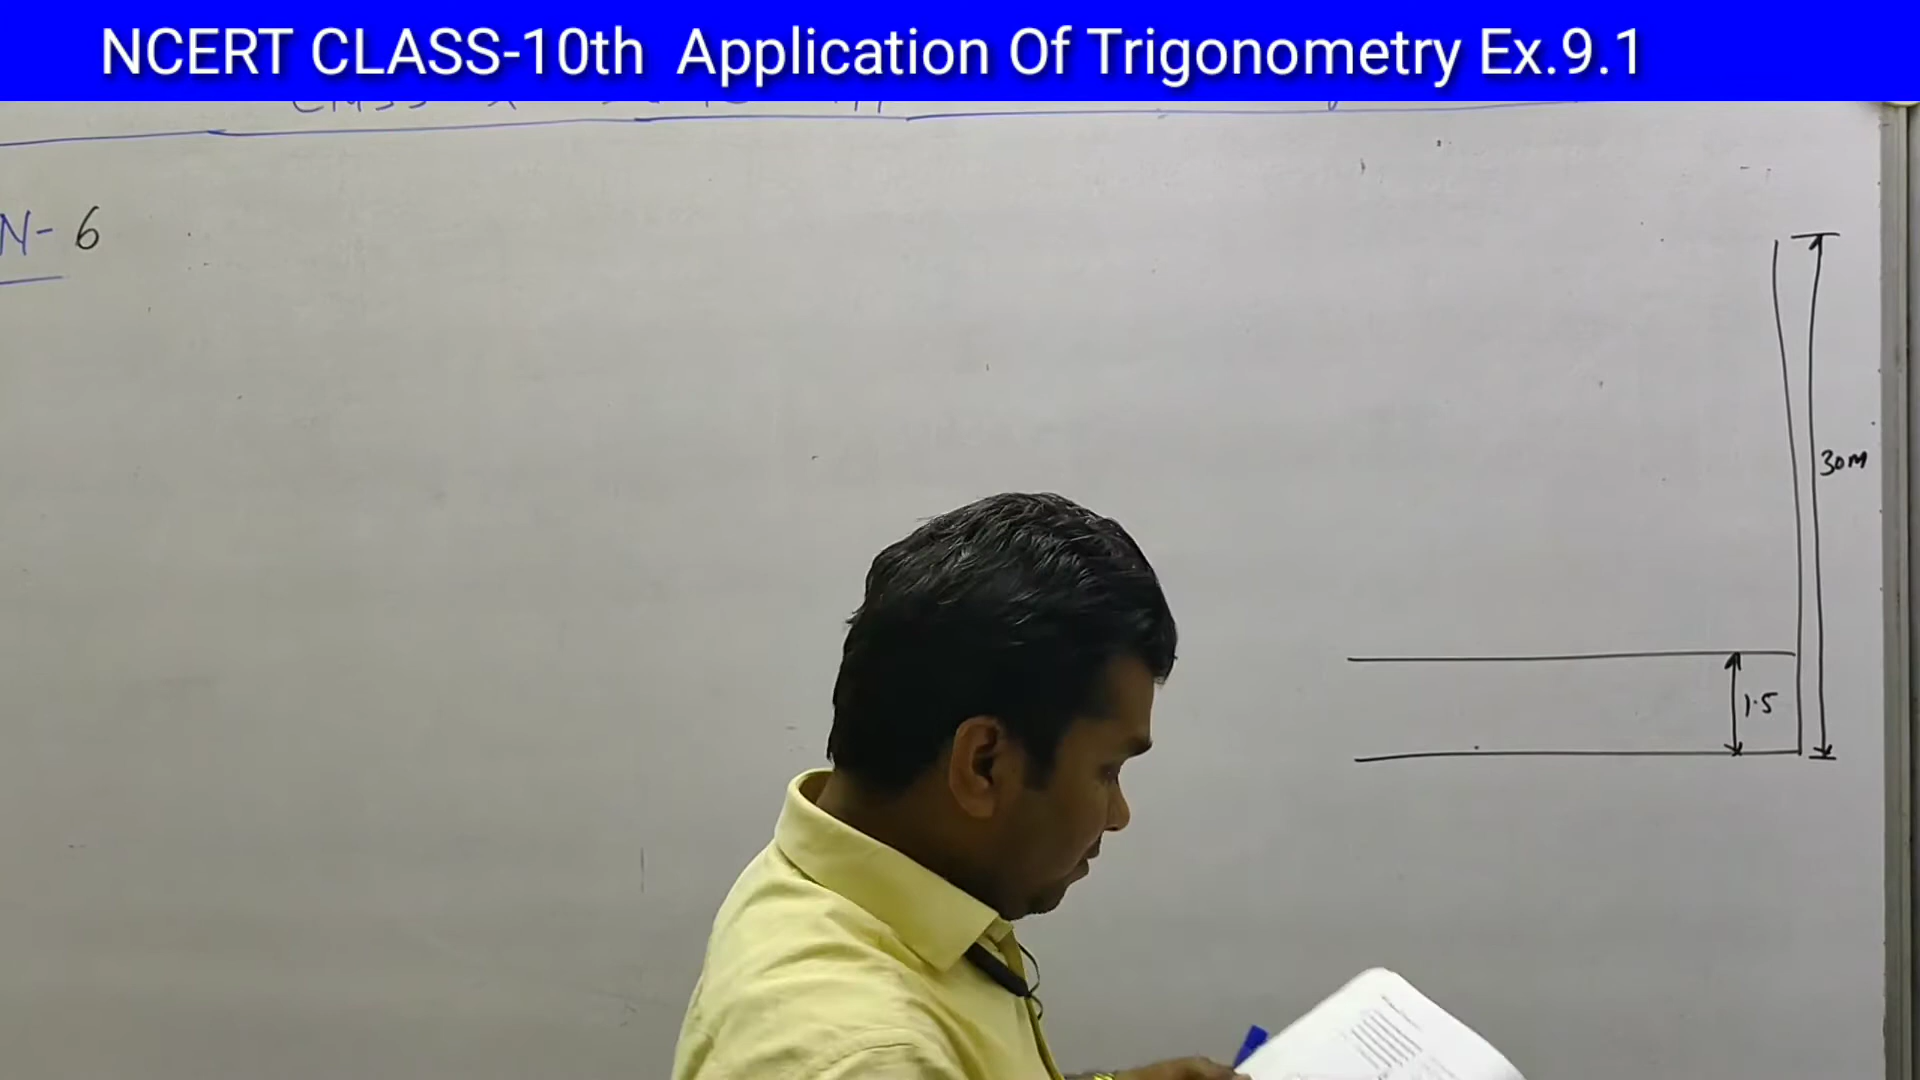 NCERT CLASS-10th Application Of Trigonometry Ex.9.1
N- 6
30m
1.5